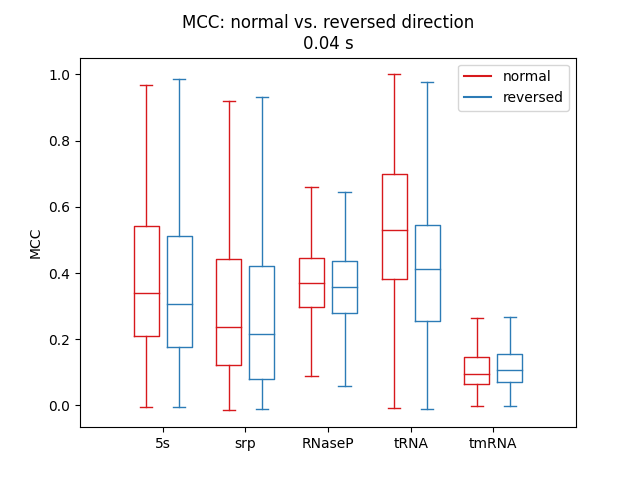 MCC: normal vs. reversed direction
0.04 s
normal
reversed
MCC
1.0
0.8
0.6
0.4
0.2
0.0
5s srp RNaseP tRNA tmRNA